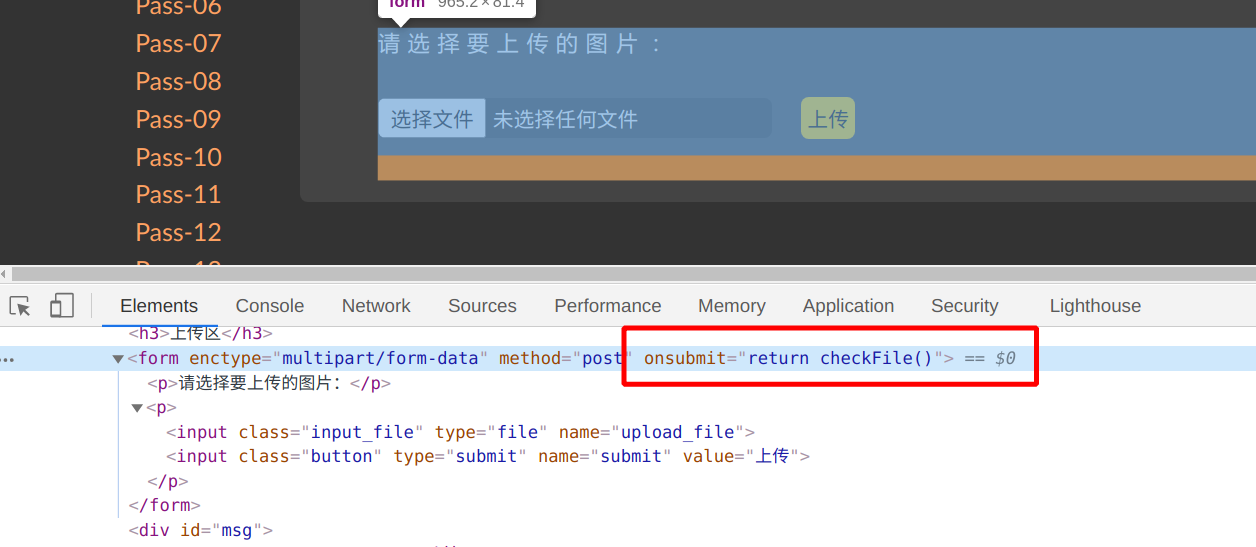 Pass-06
form 965.2×81.4
Pass-07
请选择要上传的图片：
Pass-08
Pass-09
选择文件 未选择任何文件 上传
Pass-10
Pass-11
Pass-12
Elements Console Network Sources Performance Memory Application Security Lighthouse
<h3>上传区</h3>
<form enctype="multipart/form-data" method="post" onsubmit="return checkFile()"> == $0
<p>请选择要上传的图片：</p>
<p>
<input class="input_file" type="file" name="upload_file">
<input class="button" type="submit" name="submit" value="上传">
</p>
</form>
<div id="msg">